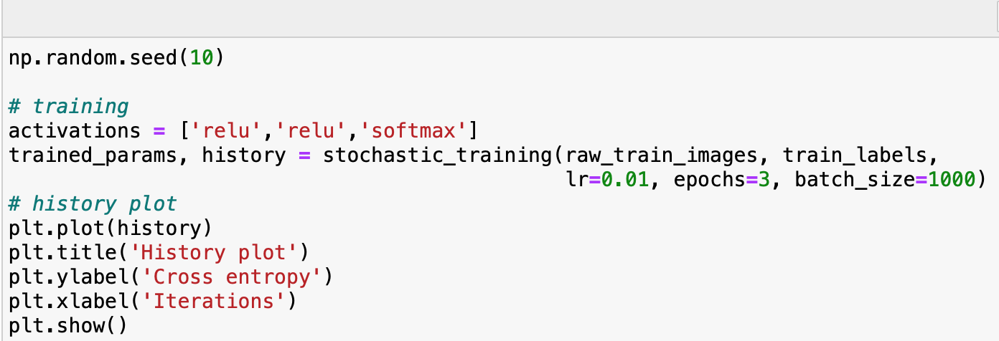 np.random.seed(10)
# training
activations = ['relu','relu','softmax']
trained_params, history = stochastic_training(raw_train_images, train_labels,
lr=0.01, epochs=3, batch_size=1000)
# history plot
plt.plot(history)
plt.title('History plot')
plt.ylabel('Cross entropy')
plt.xlabel('Iterations')
plt.show()